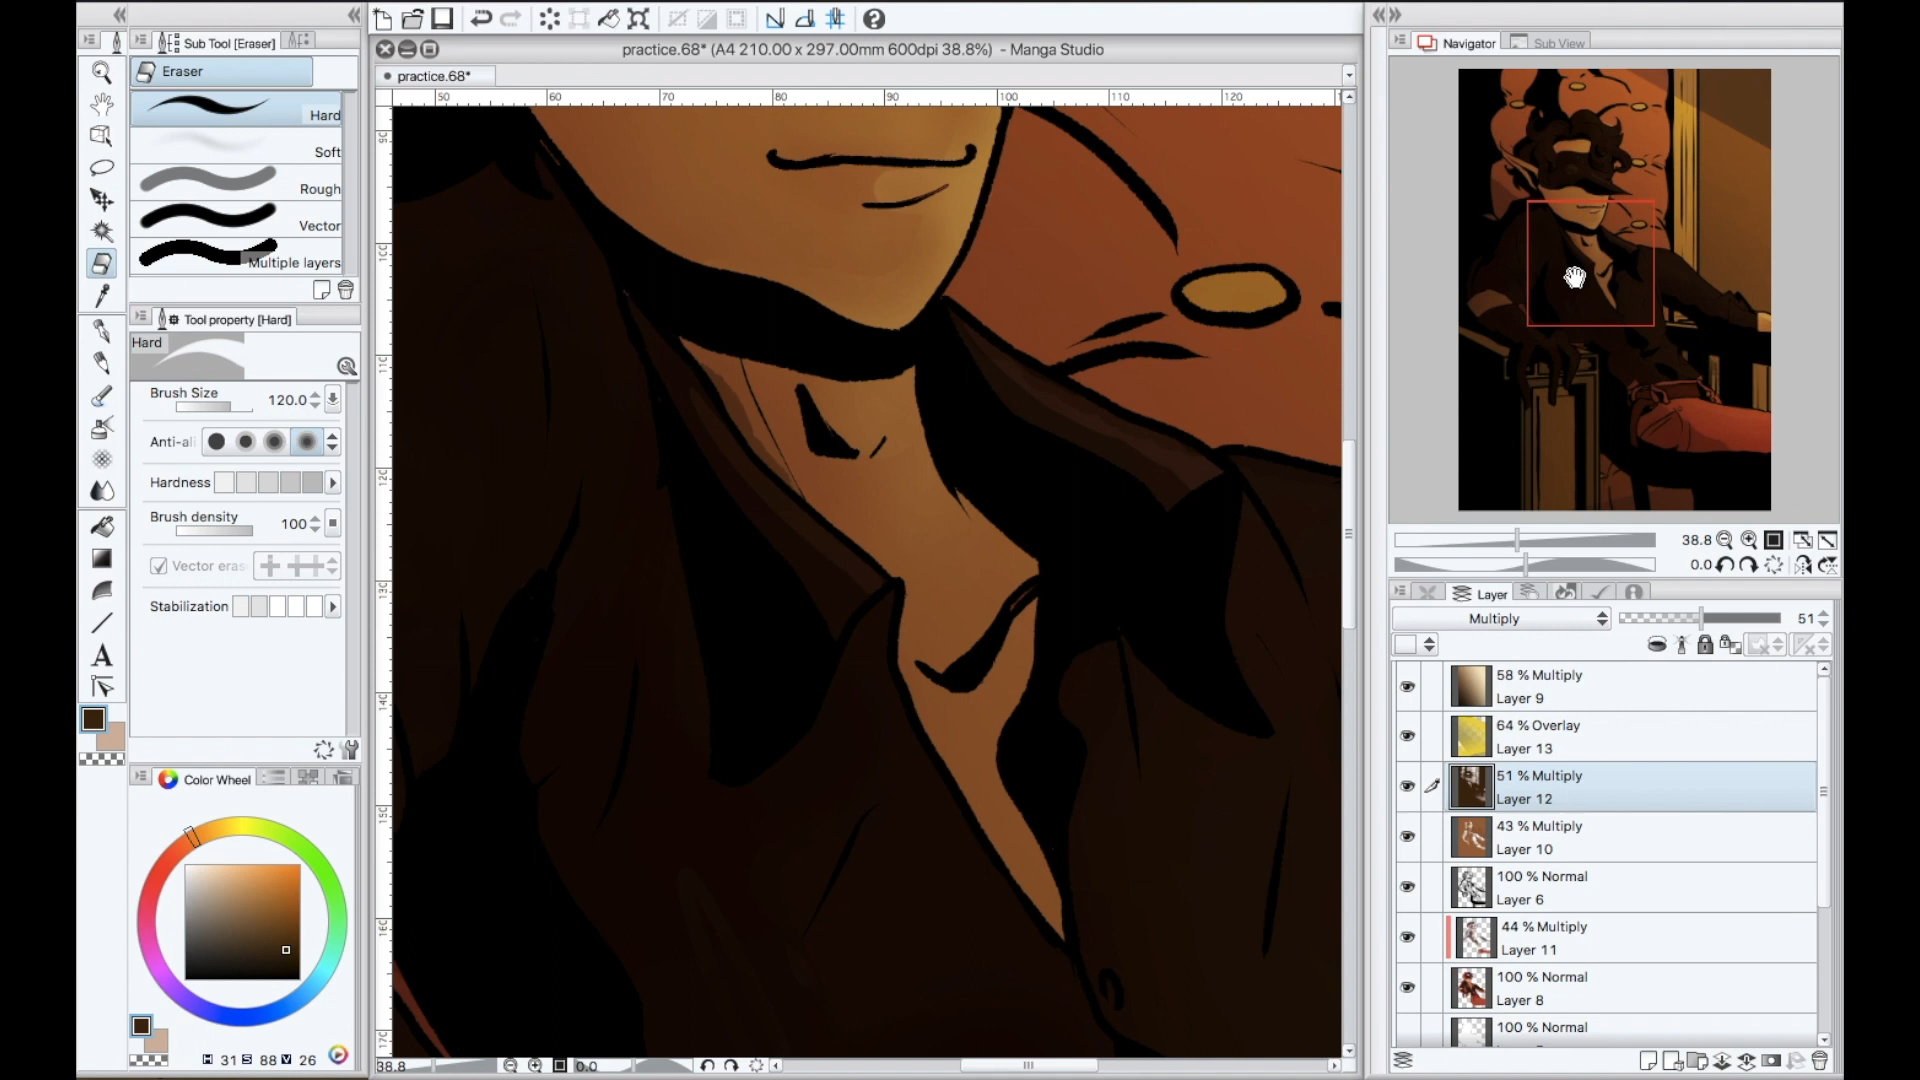 Sub Tool [Eraser]
Eraser
Hard
Soft
Rough
Vector
Multiple layers
Tool property [Hard]
Hard
Brush Size 120.0
Anti-ali
Hardness
Brush density 100
Vector eras
Stabilization
Color Wheel
H 31 S 88 V 26
practice.68* (A4 210.00 x 297.00mm 600dpi 38.8%) - Manga Studio
practice.68*
50 60 70 80 90 100 110 120
38.8 0.0
Navigator Sub View
38.8
0.0
Layer
Multiply 51
58 % Multiply
Layer 9
64 % Overlay
Layer 13
51 % Multiply
Layer 12
43 % Multiply
Layer 10
100 % Normal
Layer 6
44 % Multiply
Layer 11
100 % Normal
Layer 8
100 % Normal